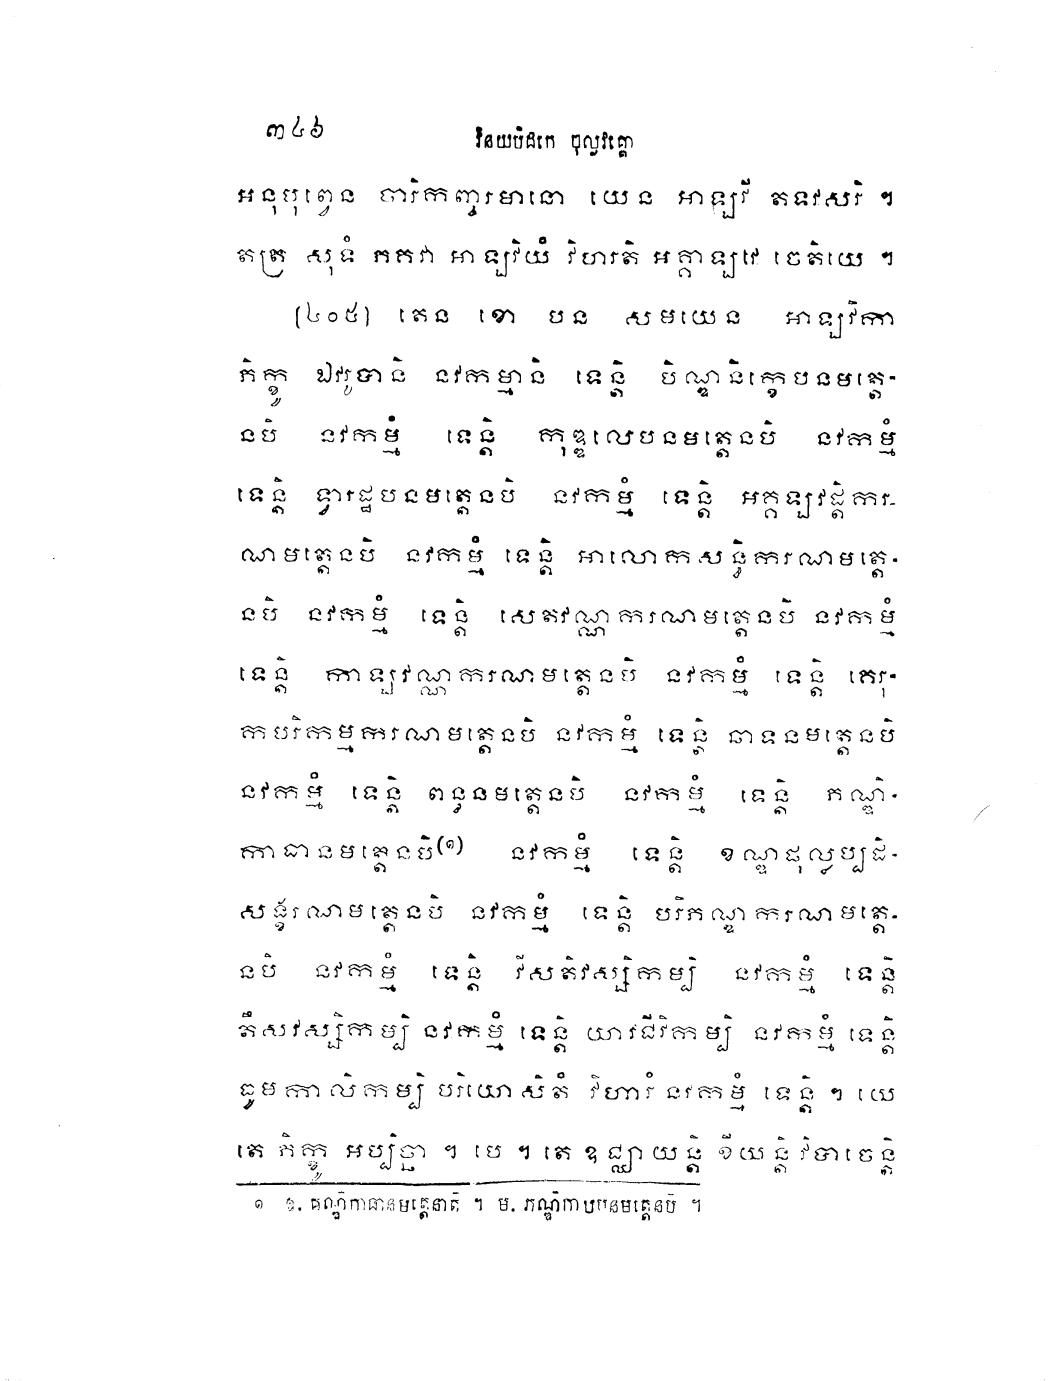 ៣៤៦
វិនយបិដកេ ចុល្លវគ្គោ
អនុបុព្វេន ចារិកញ្ចរមានោ យេន អាឡវី តទវសរិ ។
តត្រ សុទំ ភគវា អាឡវិយំ វិហរតិ អគ្គាឡវេ ចេតិយេ ។
(៤០៥) តេន ខោ បន សមយេន អាឡវិកា
ភិក្ខូ ឯវរូបានិ នវកម្មានិ ទេន្តិ បិណ្ឌនិក្ខេបនមត្តេ-
នបិ នវកម្មំ ទេន្តិ កុឌ្ឌលេបនមត្តេនបិ នវកម្មំ
ទេន្តិ ទ្វារដ្ឋបនមត្តេនបិ នវកម្មំ ទេន្តិ អគ្គឡវដ្តិករ-
ណមត្តេនបិ នវកម្មំ ទេន្តិ អាលោកសន្ធិករណមត្តេ-
នបិ នវកម្មំ ទេន្តិ សេតវណ្ណករណមត្តេនបិ នវកម្មំ
ទេន្តិ កាឡវណ្ណករណមត្តេនបិ នវកម្មំ ទេន្តិ គេរុ-
កបរិកម្មករណមត្តេនបិ នវកម្មំ ទេន្តិ ឆាទនមត្តេនបិ
នវកម្មំ ទេន្តិ ពន្ធនមត្តេនបិ នវកម្មំ ទេន្តិ ភណ្ឌិ-
កាធានមត្តេនបិ(១) នវកម្មំ ទេន្តិ ខណ្ឌផុល្លប្បដិ-
សង្ខរណមត្តេនបិ នវកម្មំ ទេន្តិ បរិភណ្ឌករណមត្តេ-
នបិ នវកម្មំ ទេន្តិ វីសតិវស្សិកម្បិ នវកម្មំ ទេន្តិ
តឹសវស្សិកម្បិ នវកម្មំ ទេន្តិ យាវជីវិកម្បិ នវកម្មំ ទេន្តិ
ធូមកាលិកម្បិ បរិយោសិតំ វិហារំ នវកម្មំ ទេន្តិ ។ យេ
តេ ភិក្ខូ អប្បិច្ឆា ។ បេ ។ តេ ឧជ្ឈាយន្តិ ខីយន្តិ វិបាចេន្តិ
១ ឱ. គណ្ឌិកាធានមត្តេនាតិ ។ ម. ភណ្ឌិកាឋបនមត្តេនបិ ។